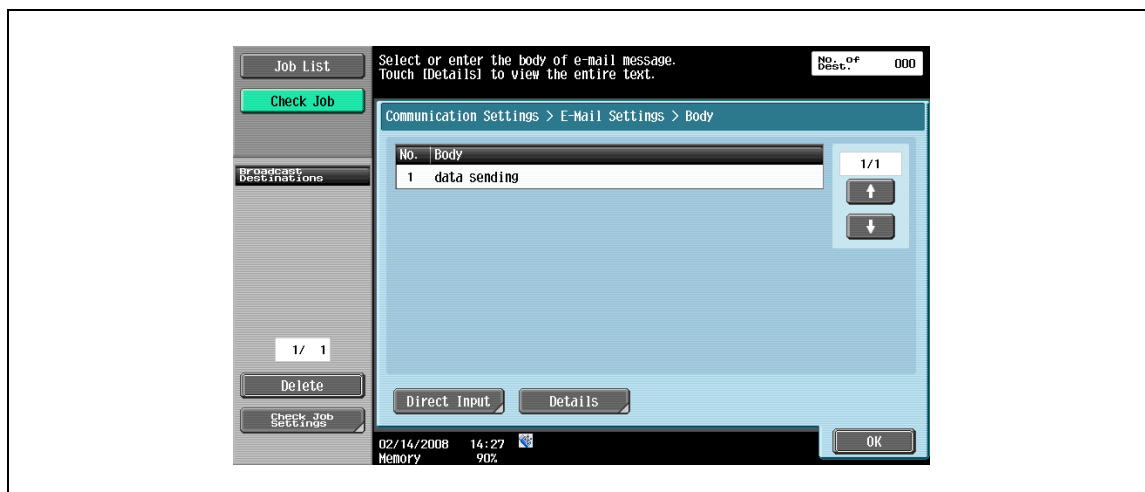 Job List
Check Job
Broadcast
Destinations
1/ 1
Delete
Check Job
Settings
Select or enter the body of e-mail message.
Touch [Details] to view the entire text.
No. of
Dest.
000
Communication Settings > E-Mail Settings > Body
No. Body
1 data sending
1/1
Direct Input
Details
OK
02/14/2008 14:27
Memory 90%